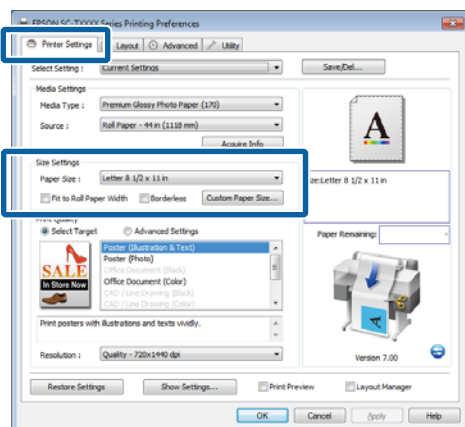 EPSON SC-TXXXX Series Printing Preferences
Printer Settings Layout Advanced Utility
Select Setting : Current Settings Save/Del...
Media Settings
Media Type : Premium Glossy Photo Paper (170)
Source : Roll Paper - 44 in (1118 mm)
Acquire Info
A
Size Settings
Paper Size : Letter 8 1/2 x 11 in
ze:Letter 8 1/2 x 11 in
Fit to Roll Paper Width Borderless Custom Paper Size...
Print Quality
Select Target Advanced Settings
Paper Remaining:
SALE
In Store Now
Poster (Illustration & Text)
Poster (Photo)
Office Document (Black)
Office Document (Color)
CAD / Line Drawing (Black)
CAD / Line Drawing (Color)
Print posters with illustrations and texts vividly.
Resolution : Quality - 720x1440 dpi
Version 7.00
Restore Settings Show Settings... Print Preview Layout Manager
OK Cancel Apply Help